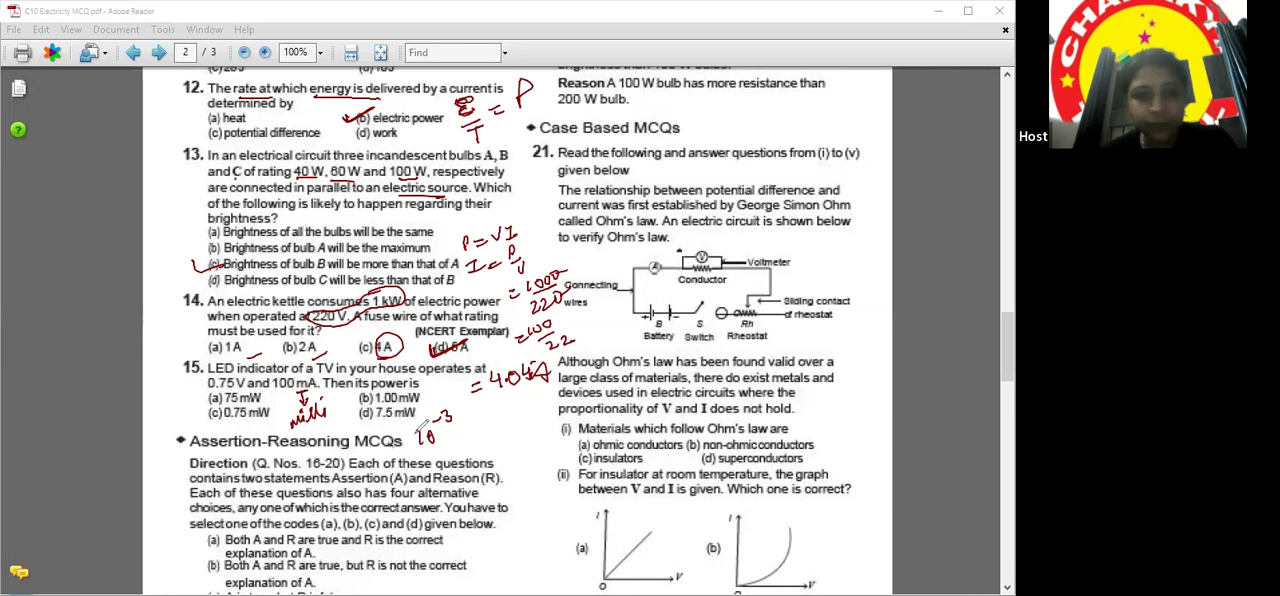 C10 Electricity MCQ.pdf - Adobe Reader
File Edit View Document Tools Window Help
2 / 3 100% Find
12. The rate at which energy is delivered by a current is
determined by
(a) heat (b) electric power
(c) potential difference (d) work
E/T = P
13. In an electrical circuit three incandescent bulbs A, B
and C of rating 40 W, 60 W and 100 W, respectively
are connected in parallel to an electric source. Which
of the following is likely to happen regarding their
brightness?
(a) Brightness of all the bulbs will be the same
(b) Brightness of bulb A will be the maximum
(c) Brightness of bulb B will be more than that of A
(d) Brightness of bulb C will be less than that of B
P = VI
I = P/V
= 1000/220
= 100/22
= 4.54A
14. An electric kettle consumes 1 kW of electric power
when operated at 220 V. A fuse wire of what rating
must be used for it? (NCERT Exemplar)
(a) 1 A (b) 2 A (c) 4 A (d) 5 A
15. LED indicator of a TV in your house operates at
0.75 V and 100 mA. Then its power is
(a) 75 mW (b) 1.00 mW
(c) 0.75 mW (d) 7.5 mW
milli
10-3
Assertion-Reasoning MCQs
Direction (Q. Nos. 16-20) Each of these questions
contains two statements Assertion (A) and Reason (R).
Each of these questions also has four alternative
choices, any one of which is the correct answer. You have to
select one of the codes (a), (b), (c) and (d) given below.
(a) Both A and R are true and R is the correct
explanation of A.
(b) Both A and R are true, but R is not the correct
explanation of A.
Reason A 100 W bulb has more resistance than
200 W bulb.
Case Based MCQs
21. Read the following and answer questions from (i) to (v)
given below
The relationship between potential difference and
current was first established by George Simon Ohm
called Ohm's law. An electric circuit is shown below
to verify Ohm's law.
V
Voltmeter
A
Conductor
Connecting
wires
Sliding contact
of rheostat
B S Rh
Battery Switch Rheostat
Although Ohm's law has been found valid over a
large class of materials, there do exist metals and
devices used in electric circuits where the
proportionality of V and I does not hold.
(i) Materials which follow Ohm's law are
(a) ohmic conductors (b) non-ohmic conductors
(c) insulators (d) superconductors
(ii) For insulator at room temperature, the graph
between V and I is given. Which one is correct?
(a) (b)
I I
O V V
Host